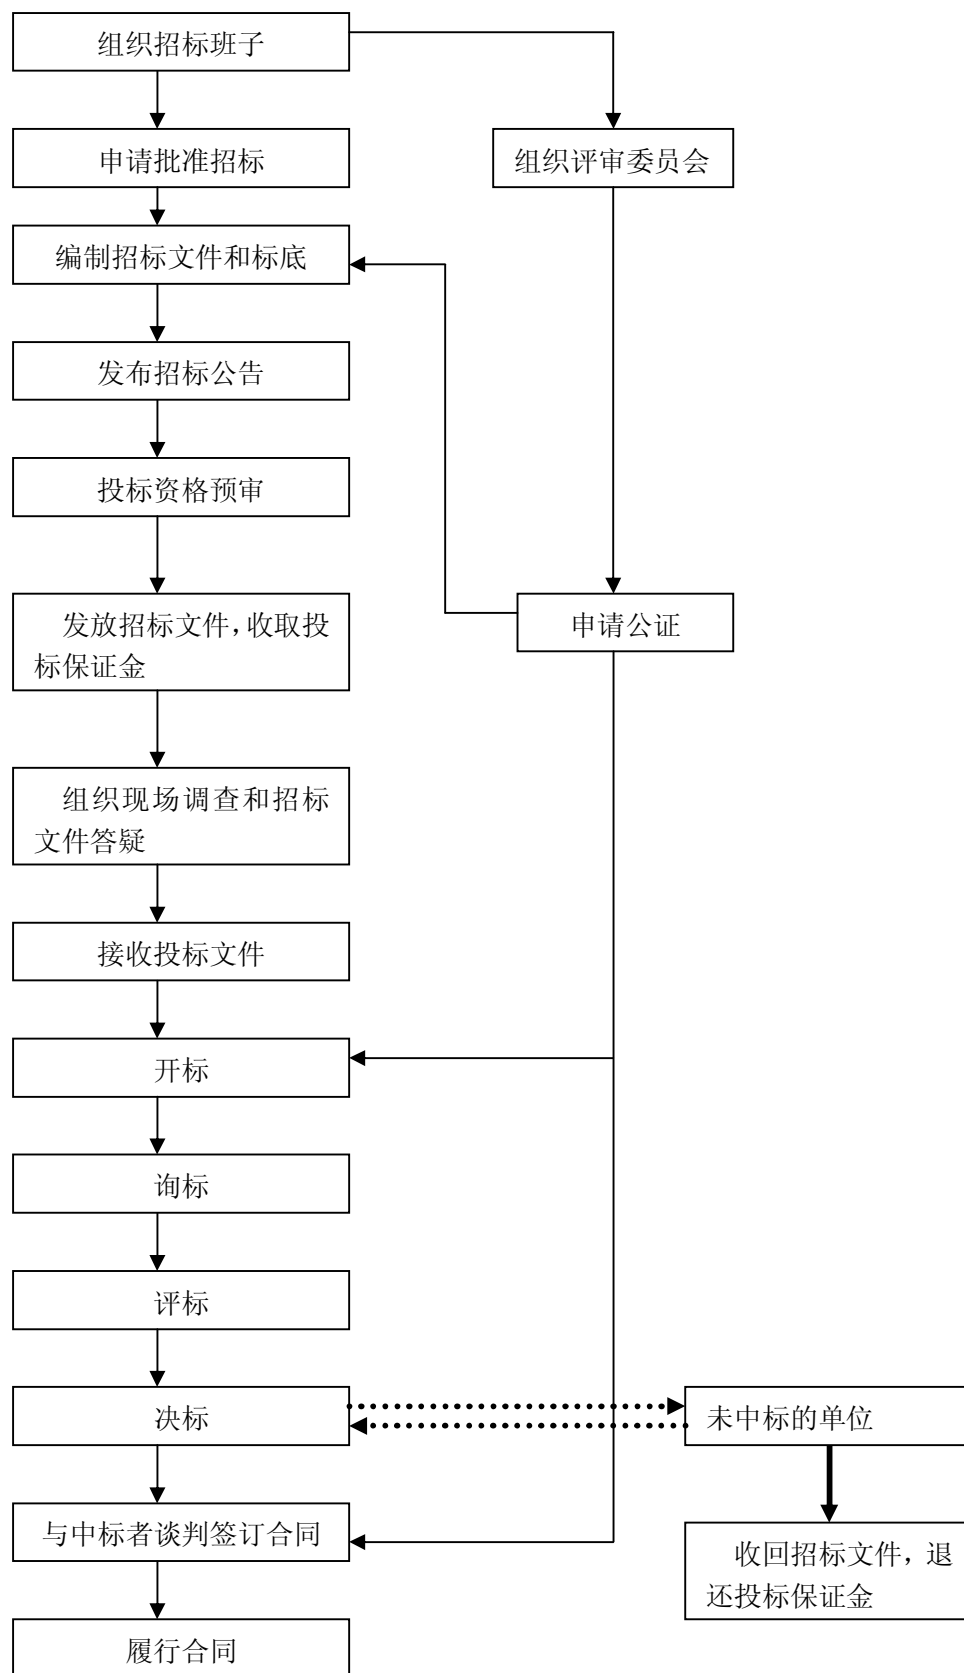 组织招标班子
申请批准招标
组织评审委员会
编制招标文件和标底
发布招标公告
投标资格预审
发放招标文件，收取投
标保证金
申请公证
组织现场调查和招标
文件答疑
接收投标文件
开标
询标
评标
决标
未中标的单位
与中标者谈判签订合同
收回招标文件，退
还投标保证金
履行合同